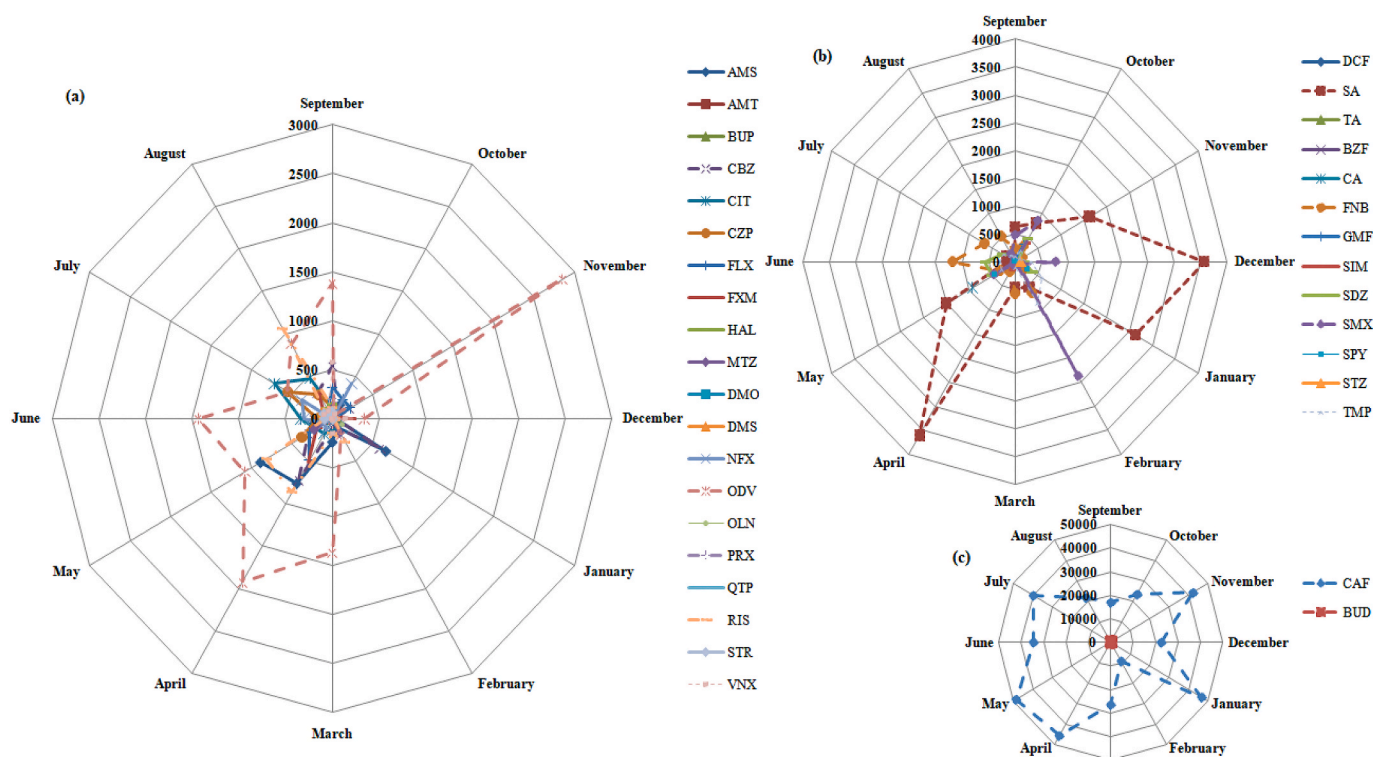 (a)
September
October
November
December
January
February
March
April
May
June
July
August
3000
2500
2000
1500
1000
500
0
AMS
AMT
BUP
CBZ
CIT
CZP
FLX
FXM
HAL
MTZ
DMO
DMS
NFX
ODV
OLN
PRX
QTP
RIS
STR
VNX
(b)
September
October
November
December
January
February
March
April
May
June
July
August
4000
3500
3000
2500
2000
1500
1000
500
0
DCF
SA
TA
BZF
CA
FNB
GMF
SIM
SDZ
SMX
SPY
STZ
TMP
(c)
September
October
November
December
January
February
April
May
June
July
August
50000
40000
30000
20000
10000
0
CAF
BUD